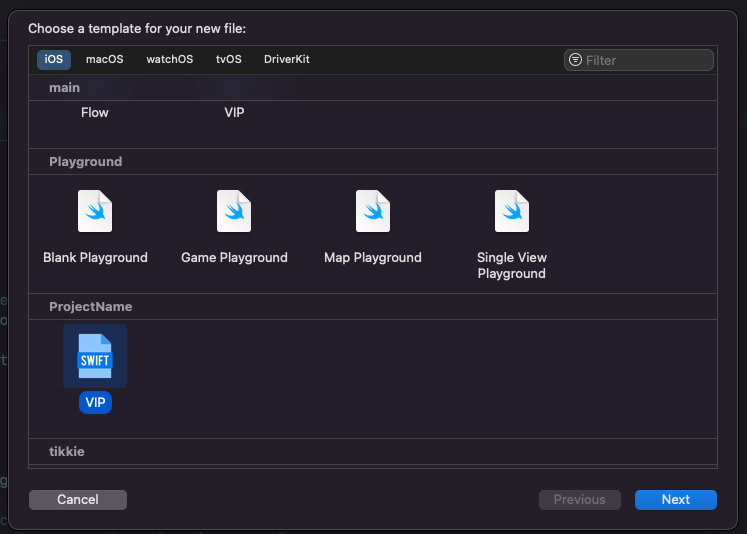 Choose a template for your new file:
iOS macOS watchOS tvOS DriverKit Filter
main
Flow VIP
Playground
Blank Playground Game Playground Map Playground Single View
Playground
ProjectName
SWIFT
VIP
tikkie
Cancel Previous Next